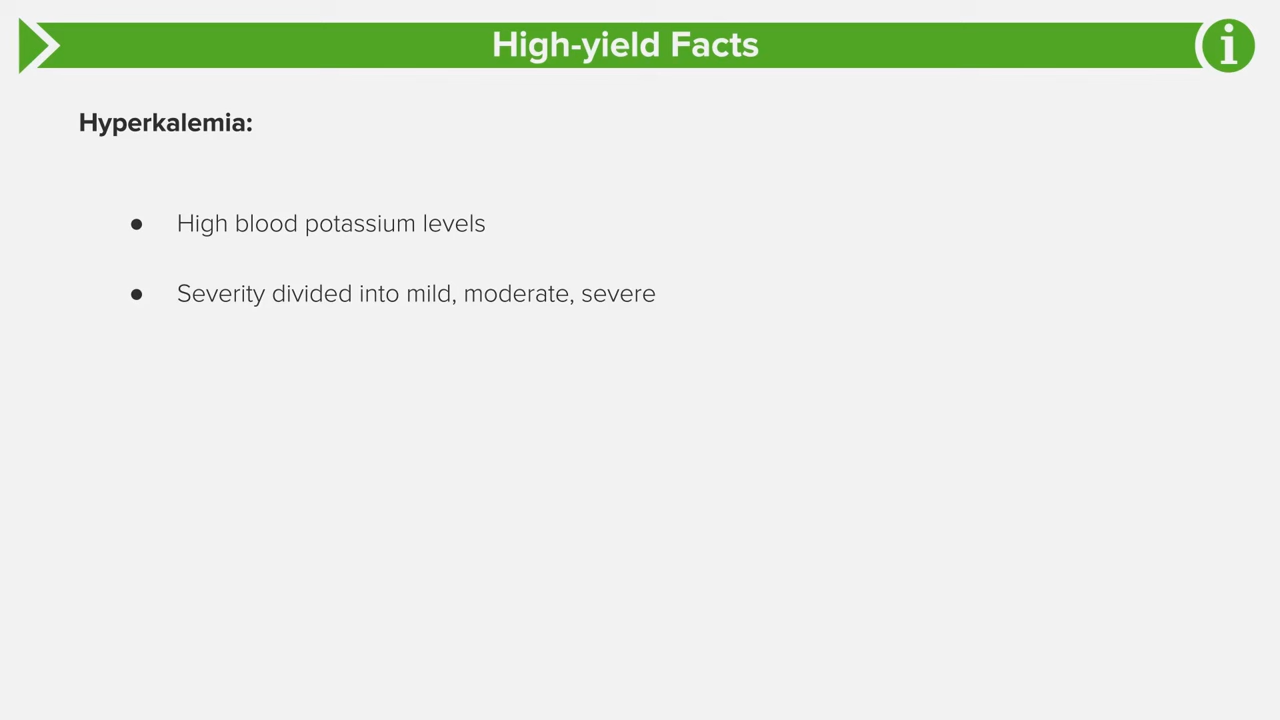 High-yield Facts
i
Hyperkalemia:
● High blood potassium levels
● Severity divided into mild, moderate, severe